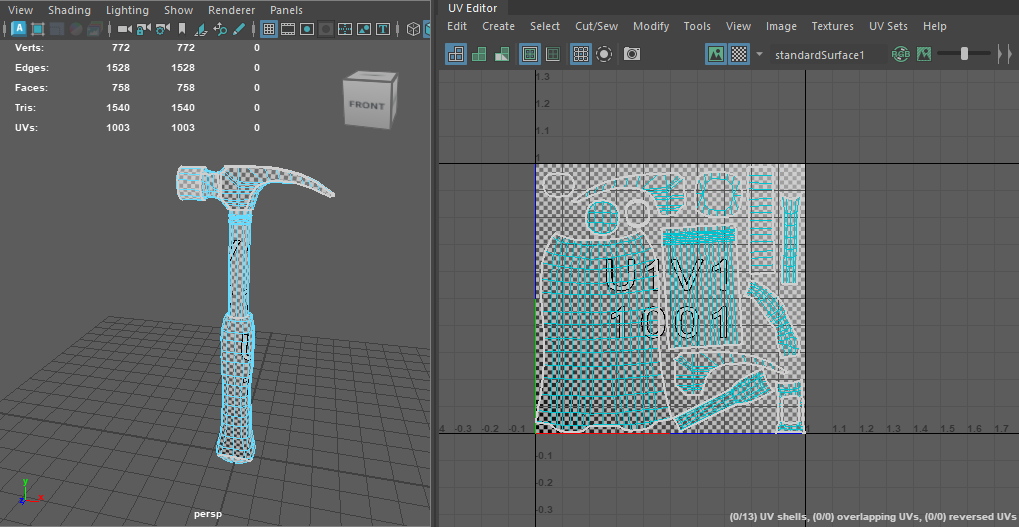 View Shading Lighting Show Renderer Panels
Verts: 772 772 0
Edges: 1528 1528 0
Faces: 758 758 0
Tris: 1540 1540 0
UVs: 1003 1003 0
FRONT
y
x
z
persp
UV Editor
Edit Create Select Cut/Sew Modify Tools View Image Textures UV Sets Help
standardSurface1
RGB
1.3
1.2
1.1
1
U1V1
1001
-0.3 -0.2 -0.1 1.1 1.2 1.3 1.4 1.5 1.6 1.7
-0.1
-0.2
-0.3
(0/13) UV shells, (0/0) overlapping UVs, (0/0) reversed UVs